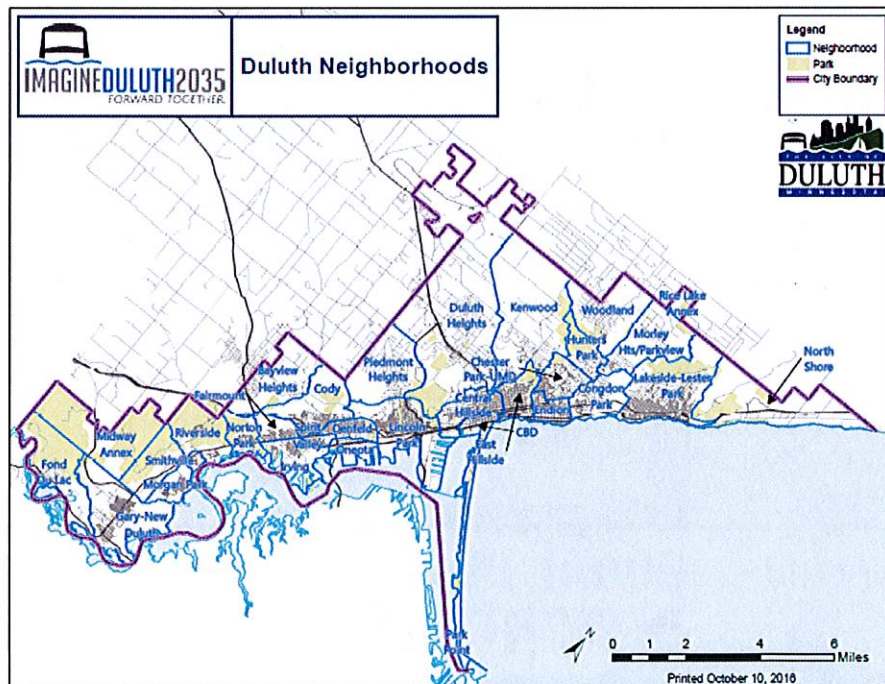 IMAGINEDULUTH2035
FORWARD TOGETHER
Duluth Neighborhoods
Legend
Neighborhood
Park
City Boundary
THE CITY OF
DULUTH
MINNESOTA
Duluth
Heights
Kenwood
Woodland
Rice Lake
Annex
Hunters
Park
Morley
Hts/Parkview
North
Shore
Bayview
Heights
Piedmont
Heights
Chester
Park-UMD
Lakeside-Lester
Park
Congdon
Park
Fairmount
Cody
Central
Hillside
Endion
Midway
Annex
Riverside
Norton
Park
Spirit
Valley
Denfeld
Lincoln
Park
CBD
East
Hillside
Oneota
Irving
Fond
Du Lac
Smithville
Morgan Park
Gary-New
Duluth
Park
Point
N
0 1 2 4 6
Miles
Printed October 10, 2016